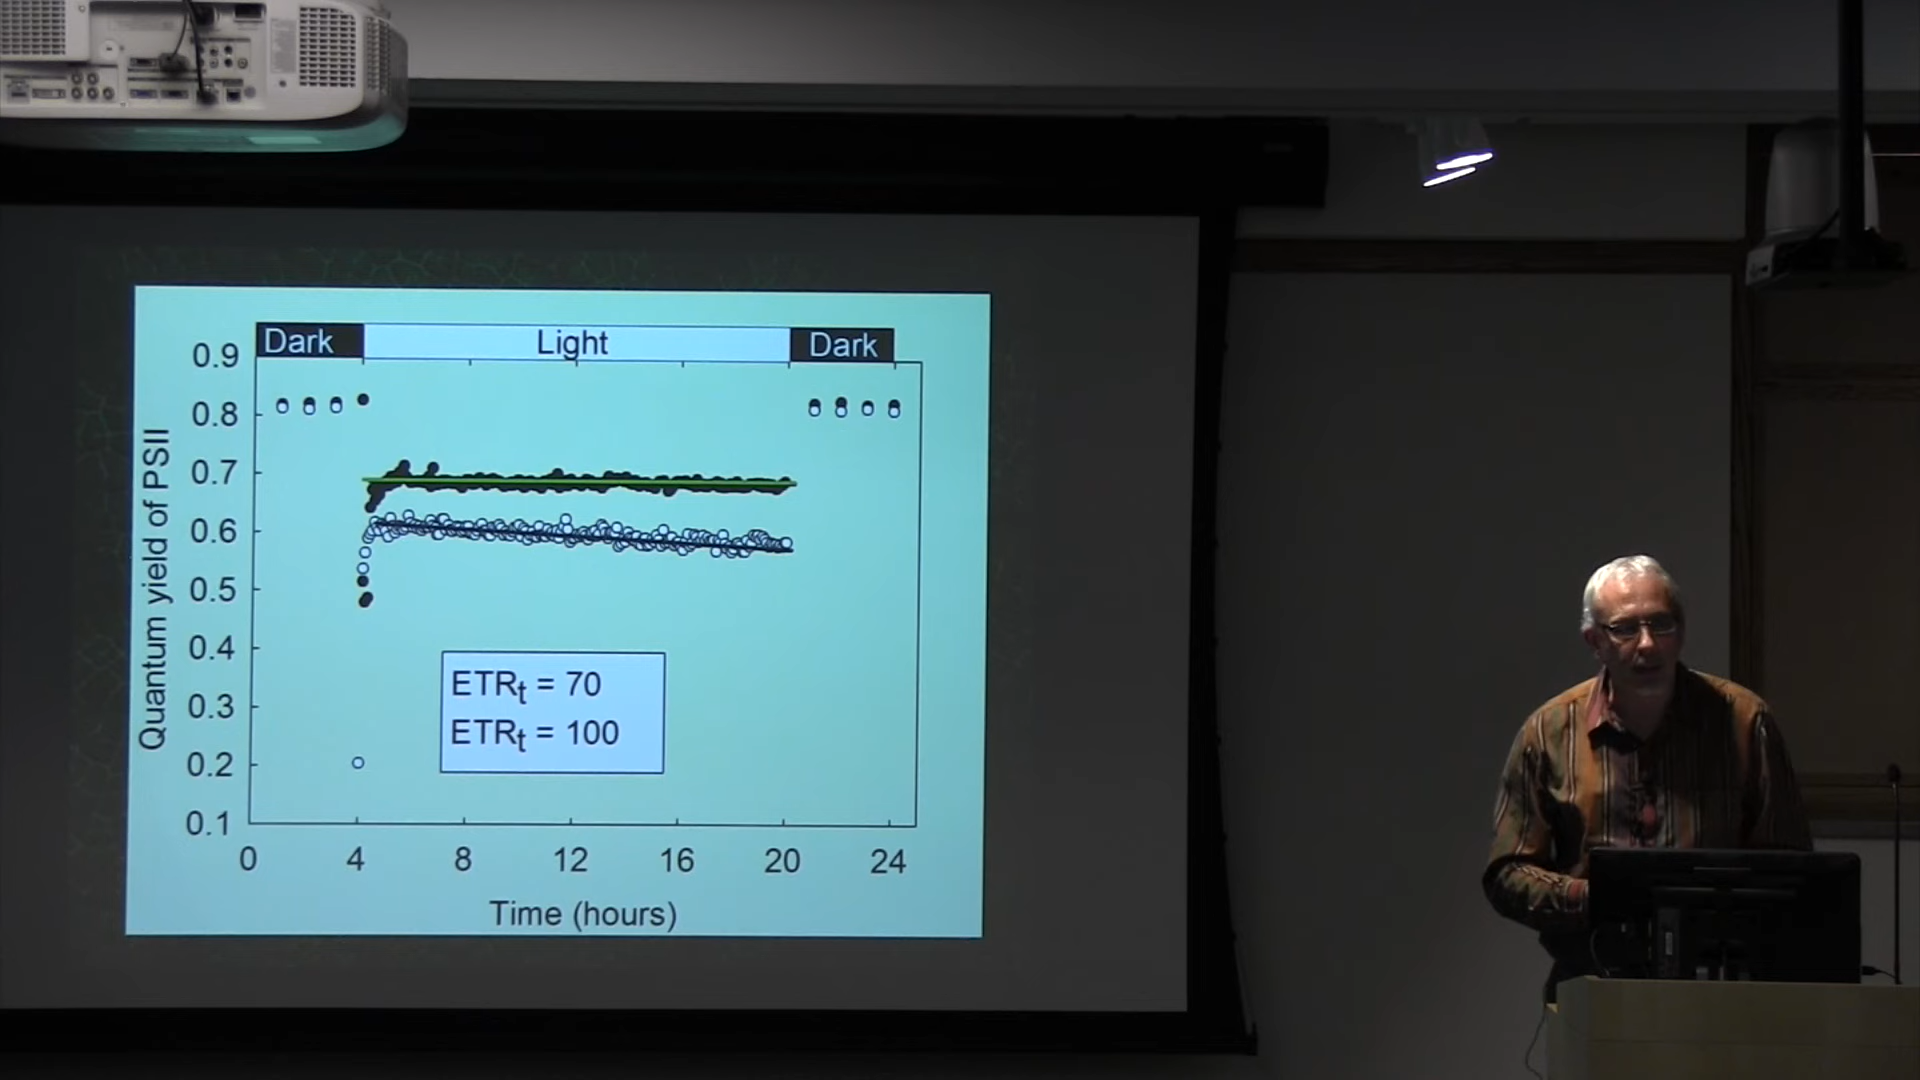 Dark Light Dark
0.9
0.8
0.7
0.6
0.5
0.4
0.3
0.2
0.1
Quantum yield of PSII
ETRt = 70
ETRt = 100
0 4 8 12 16 20 24
Time (hours)